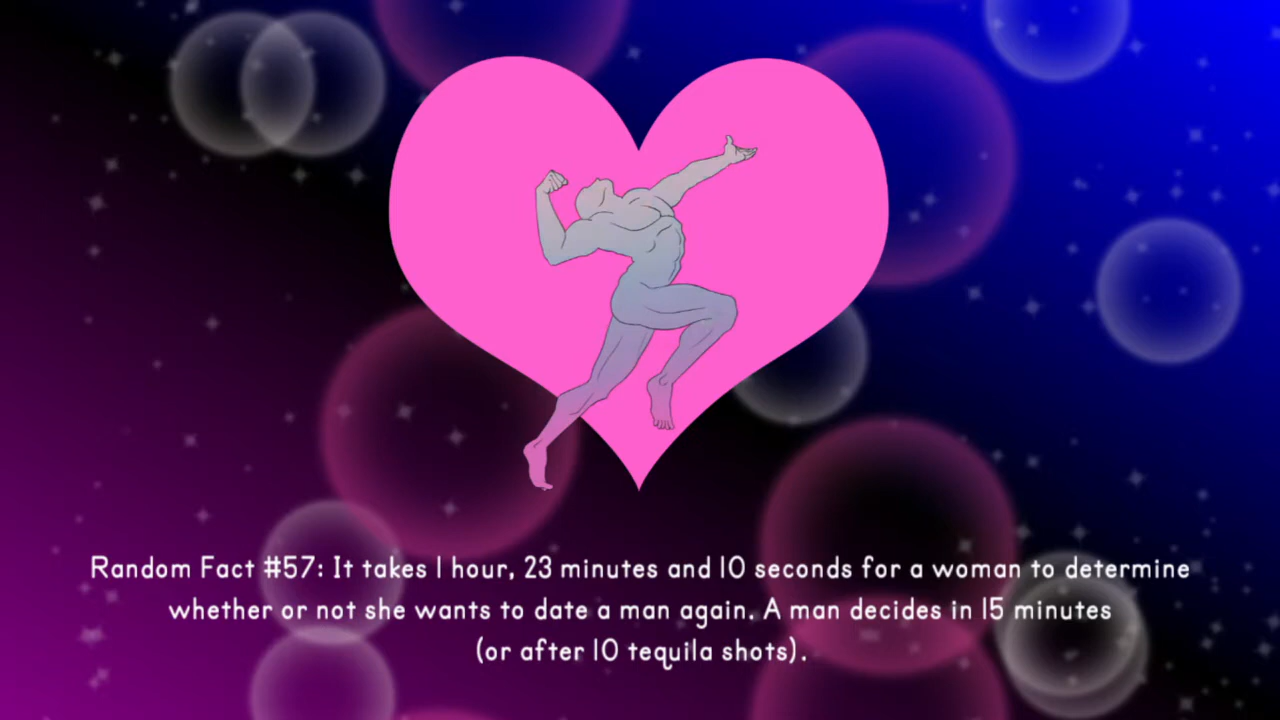 Random Fact #57: It takes 1 hour, 23 minutes and 10 seconds for a woman to determine
whether or not she wants to date a man again. A man decides in 15 minutes
(or after 10 tequila shots).